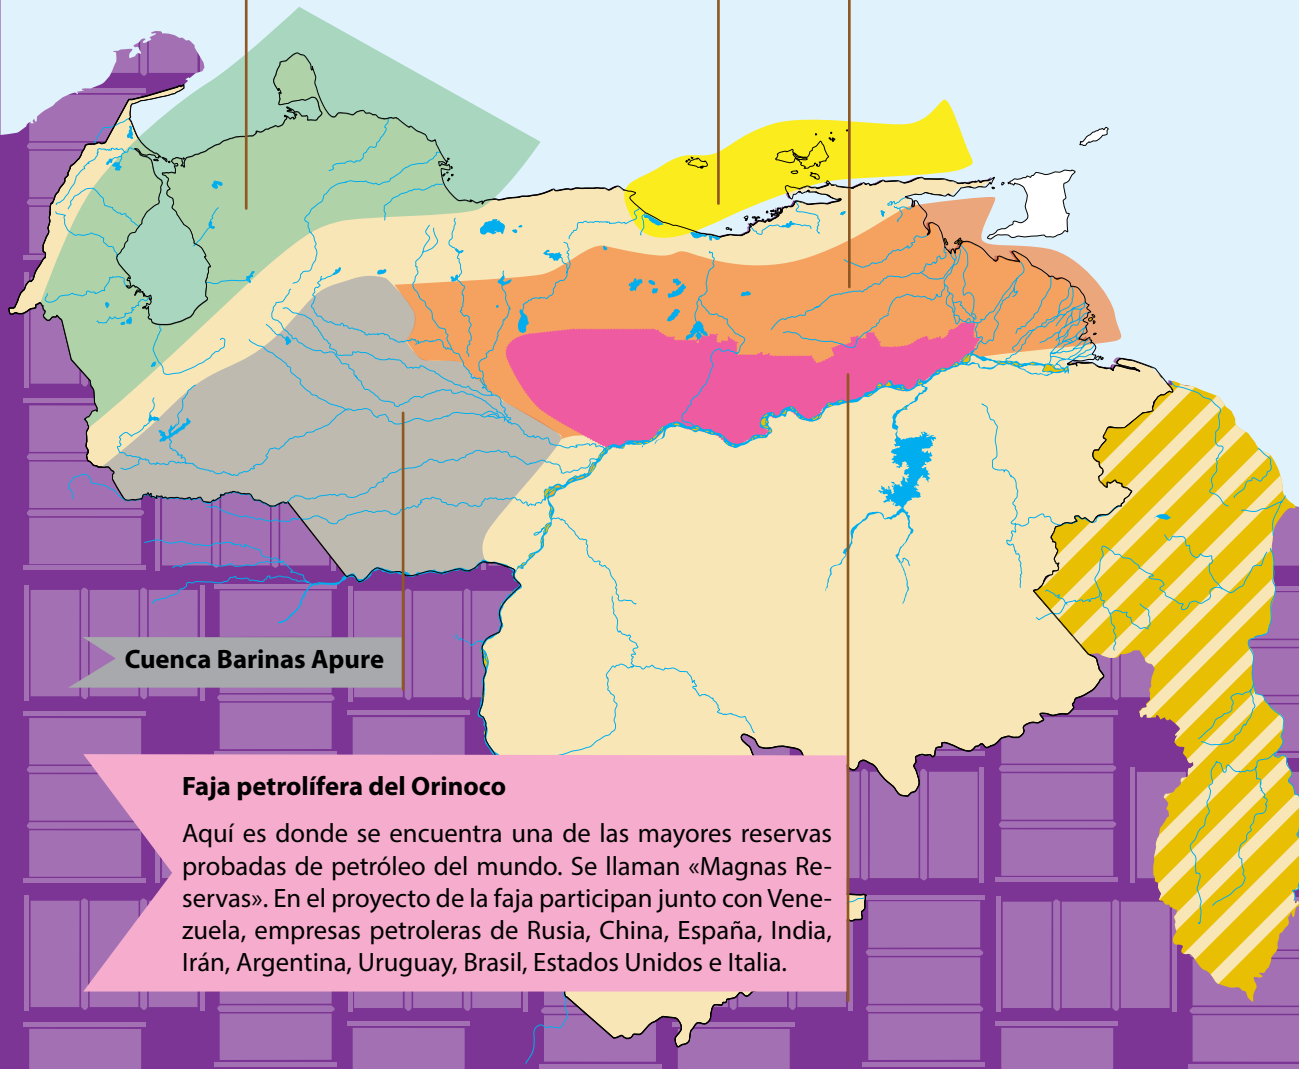 Cuenca Barinas Apure
Faja petrolífera del Orinoco
Aquí es donde se encuentra una de las mayores reservas
probadas de petróleo del mundo. Se llaman «Magnas Re-
servas». En el proyecto de la faja participan junto con Vene-
zuela, empresas petroleras de Rusia, China, España, India,
Irán, Argentina, Uruguay, Brasil, Estados Unidos e Italia.